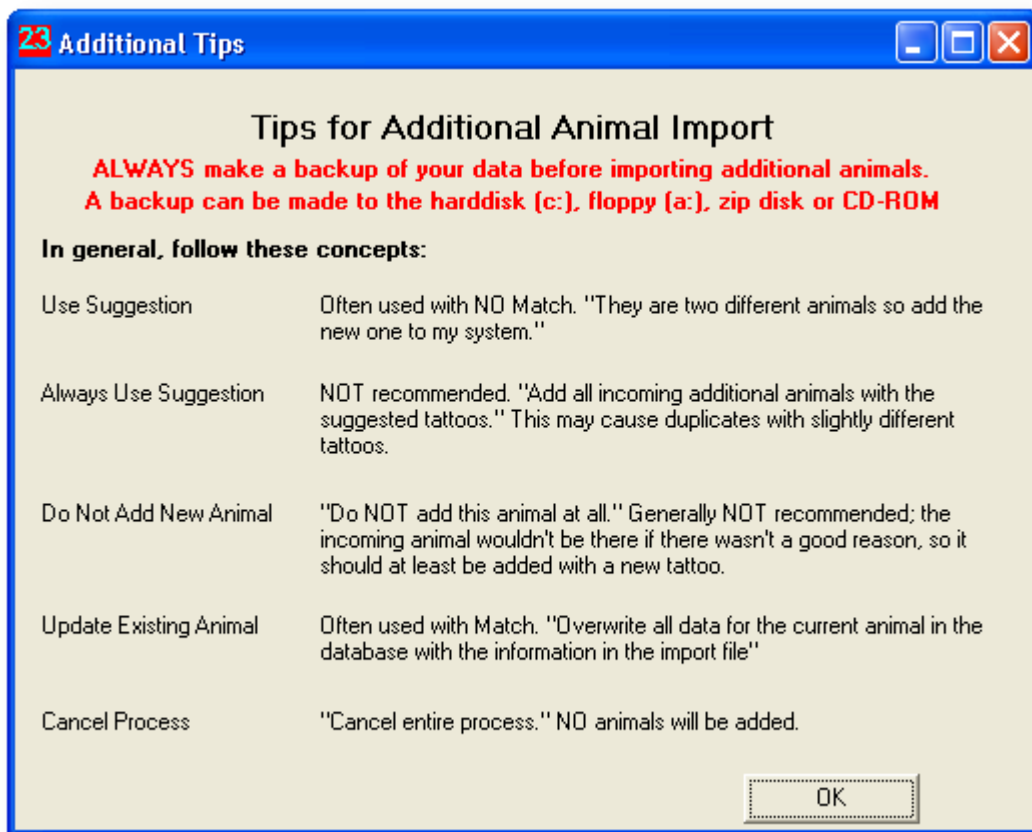 23 Additional Tips
Tips for Additional Animal Import
ALWAYS make a backup of your data before importing additional animals.
A backup can be made to the harddisk (c:), floppy (a:), zip disk or CD-ROM
In general, follow these concepts:
Use Suggestion
Often used with NO Match. "They are two different animals so add the
new one to my system."
Always Use Suggestion
NOT recommended. "Add all incoming additional animals with the
suggested tattoos." This may cause duplicates with slightly different
tattoos.
Do Not Add New Animal
"Do NOT add this animal at all." Generally NOT recommended; the
incoming animal wouldn't be there if there wasn't a good reason, so it
should at least be added with a new tattoo.
Update Existing Animal
Often used with Match. "Overwrite all data for the current animal in the
database with the information in the import file"
Cancel Process
"Cancel entire process." NO animals will be added.
OK